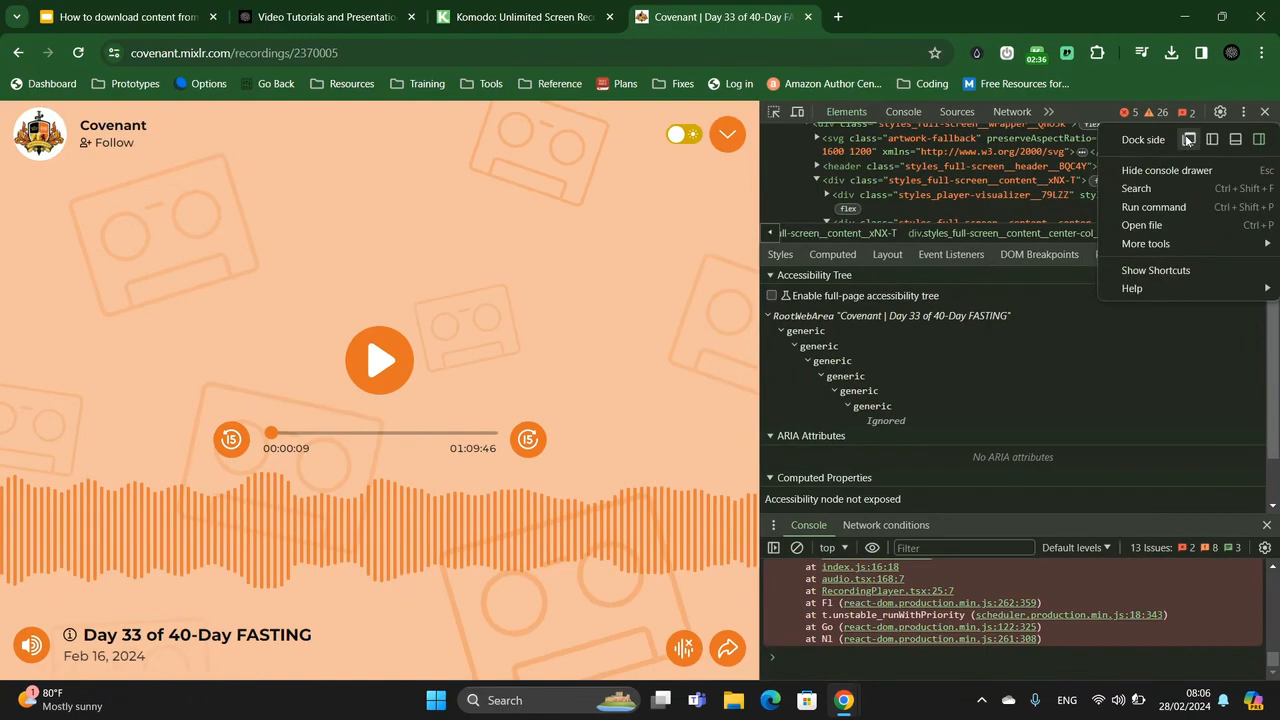 How to download content from
Video Tutorials and Presentatio
Komodo: Unlimited Screen Rec
Covenant | Day 33 of 40-Day FA
covenant.mixlr.com/recordings/2370005
02:36
Dashboard
Prototypes
Options
Go Back
Resources
Training
Tools
Reference
Plans
Fixes
Log in
Amazon Author Cen...
Coding
Free Resources for...
Covenant
Follow
15
00:00:09
01:09:46
15
Day 33 of 40-Day FASTING
Feb 16, 2024
Elements
Console
Sources
Network
5
26
2
1600 1200" xmlns="http://www.w3.org/2000/svg">
<svg class="artwork-fallback" preserveAspectRatio=
<header class="styles_full-screen__header__BQC4Y">
<div class="styles_full-screen__content__xNX-T">
<div class="styles_player-visualizer__79LZZ">
flex
ull-screen__content__xNX-T
div.styles_full-screen__content__center-col_
Styles
Computed
Layout
Event Listeners
DOM Breakpoints
Accessibility Tree
Enable full-page accessibility tree
RootWebArea "Covenant | Day 33 of 40-Day FASTING"
generic
generic
generic
generic
generic
generic
Ignored
ARIA Attributes
No ARIA attributes
Computed Properties
Accessibility node not exposed
Dock side
Hide console drawer Esc
Search Ctrl + Shift + F
Run command Ctrl + Shift + P
Open file Ctrl + P
More tools
Show Shortcuts
Help
Console
Network conditions
top
Filter
Default levels
13 Issues: 2 8 3
at index.js:16:18
at audio.tsx:168:7
at RecordingPlayer.tsx:25:7
at Fl (react-dom.production.min.js:262:359)
at t.unstable_runWithPriority (scheduler.production.min.js:18:343)
at Go (react-dom.production.min.js:122:325)
at Nl (react-dom.production.min.js:261:308)
1
80°F
Mostly sunny
Search
ENG
08:06
28/02/2024